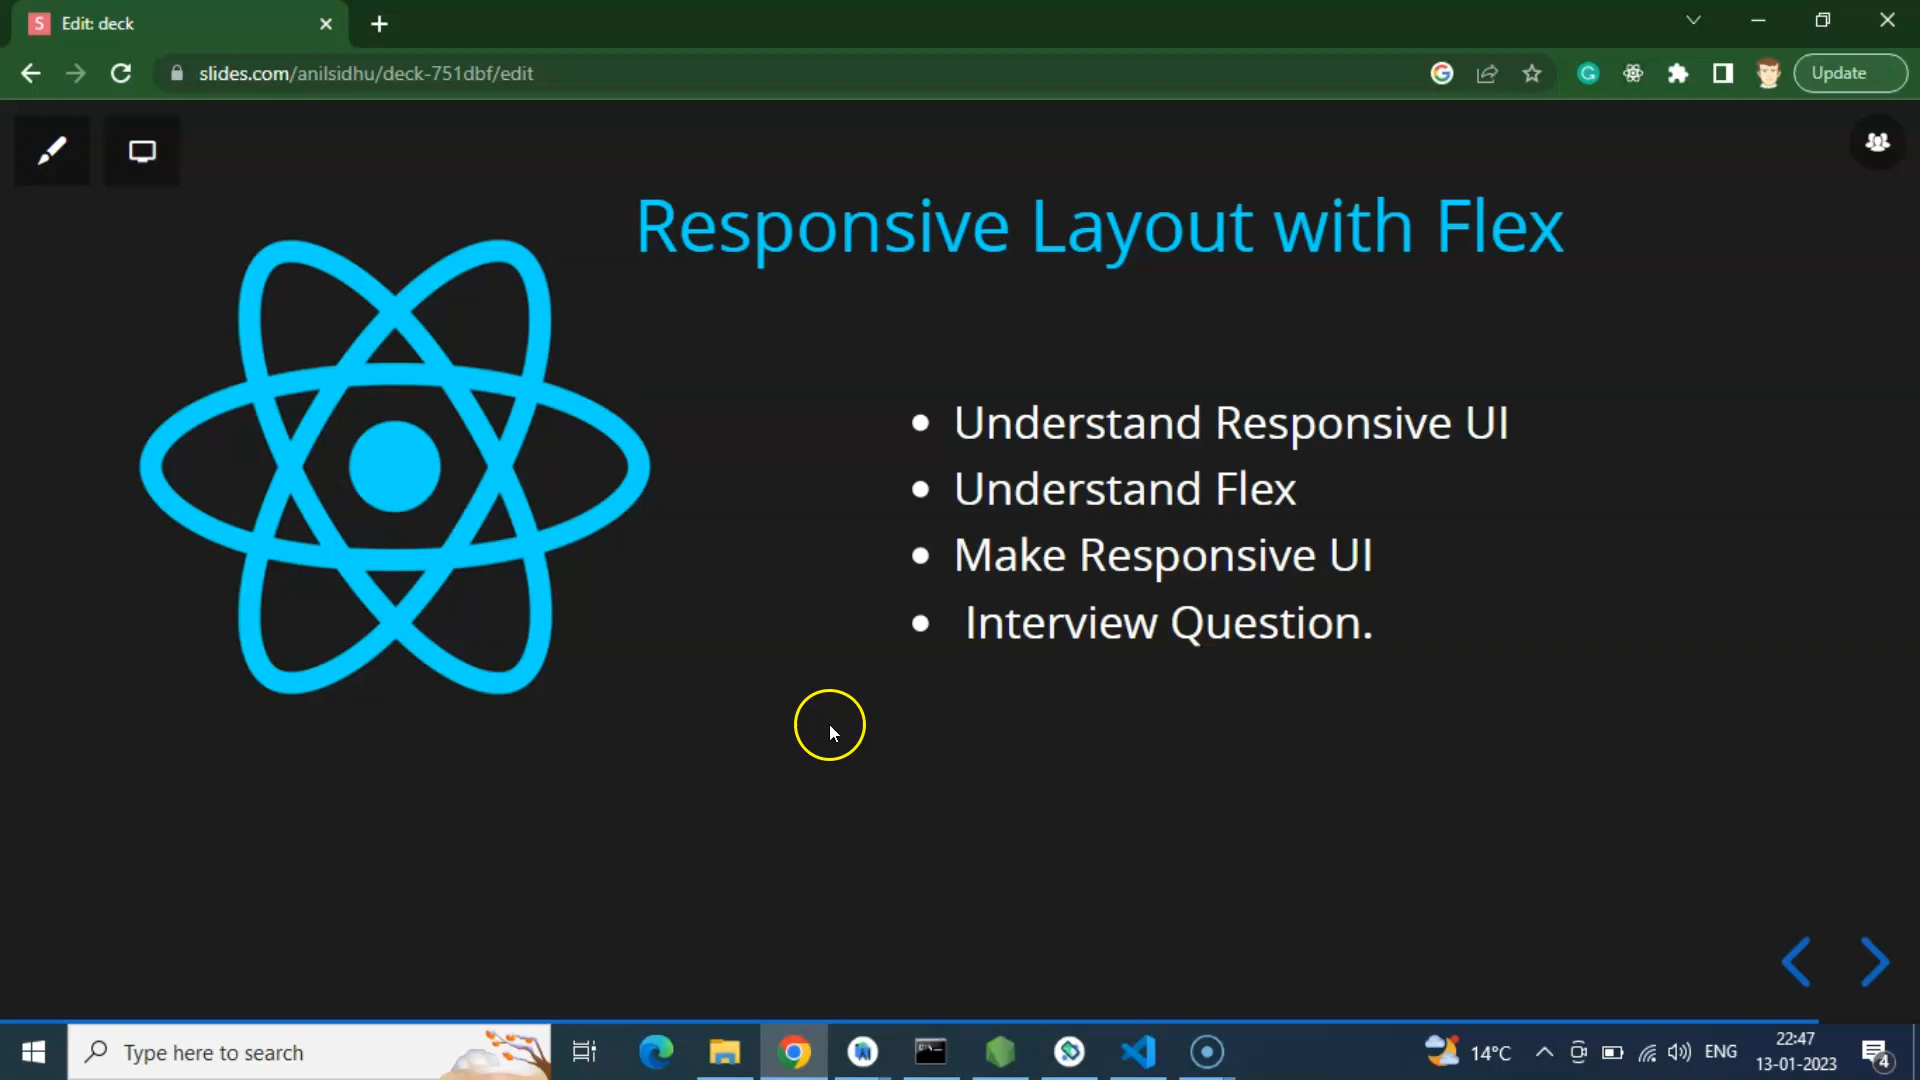 S Edit: deck
slides.com/anilsidhu/deck-751dbf/edit
G
G
Update
Responsive Layout with Flex
• Understand Responsive UI
• Understand Flex
• Make Responsive UI
• Interview Question.
Type here to search
14°C
ENG
22:47
13-01-2023
4